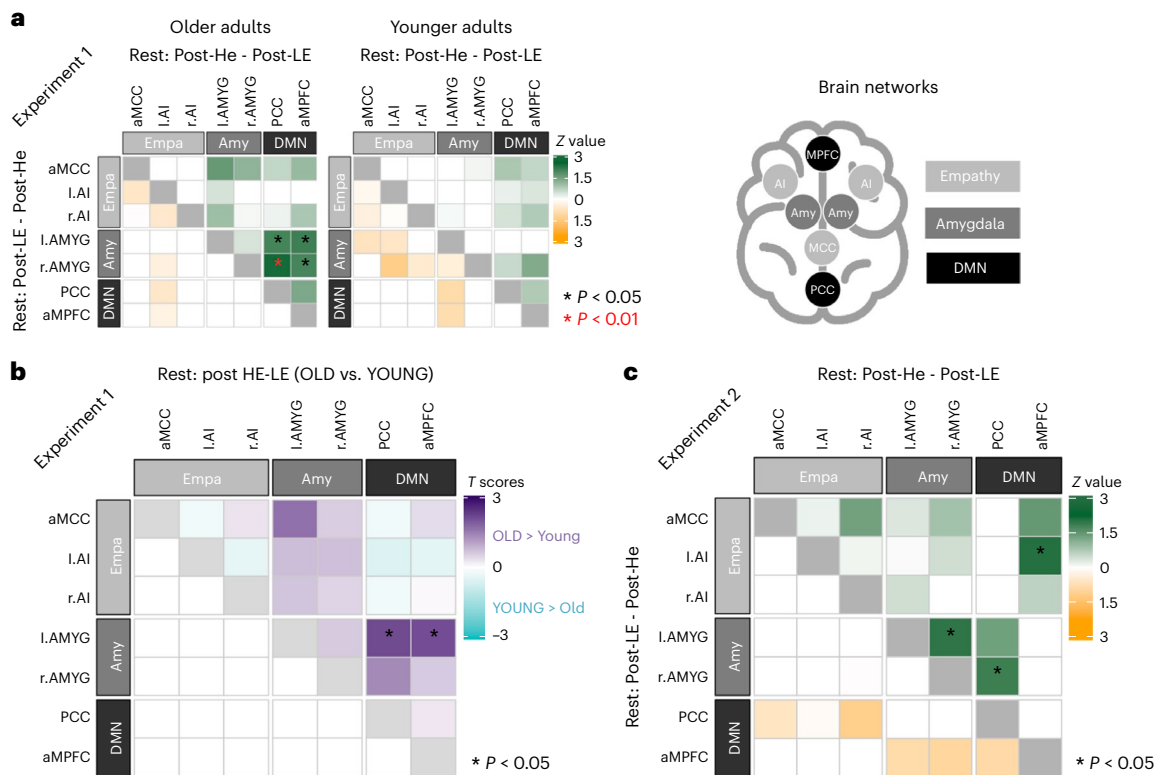 a
Older adults
Younger adults
Rest: Post-He - Post-LE
Rest: Post-He - Post-LE
Experiment 1
aMCC
l.AI
r.AI
l.AMYG
r.AMYG
PCC
aMPFC
aMCC
l.AI
r.AI
l.AMYG
r.AMYG
PCC
aMPFC
Empa
Amy
DMN
Empa
Amy
DMN
Z value
3
1.5
0
1.5
3
Rest: Post-LE - Post-He
Empa
Amy
DMN
aMCC
l.AI
r.AI
l.AMYG
* *
r.AMYG
* *
PCC
aMPFC
Empa
Amy
DMN
* P < 0.05
* P < 0.01
Brain networks
MPFC
AI
AI
Amy
Amy
MCC
PCC
Empathy
Amygdala
DMN
b
Rest: post HE-LE (OLD vs. YOUNG)
Experiment 1
aMCC
l.AI
r.AI
l.AMYG
r.AMYG
PCC
aMPFC
Empa
Amy
DMN
T scores
3
OLD > Young
0
YOUNG > Old
–3
Empa
Amy
DMN
aMCC
l.AI
r.AI
l.AMYG
* *
r.AMYG
PCC
aMPFC
* P < 0.05
c
Rest: Post-He - Post-LE
Experiment 2
aMCC
l.AI
r.AI
l.AMYG
r.AMYG
PCC
aMPFC
Empa
Amy
DMN
Z value
3
1.5
0
1.5
3
Rest: Post-LE - Post-He
Empa
Amy
DMN
aMCC
l.AI
*
r.AI
l.AMYG
*
r.AMYG
*
PCC
aMPFC
* P < 0.05